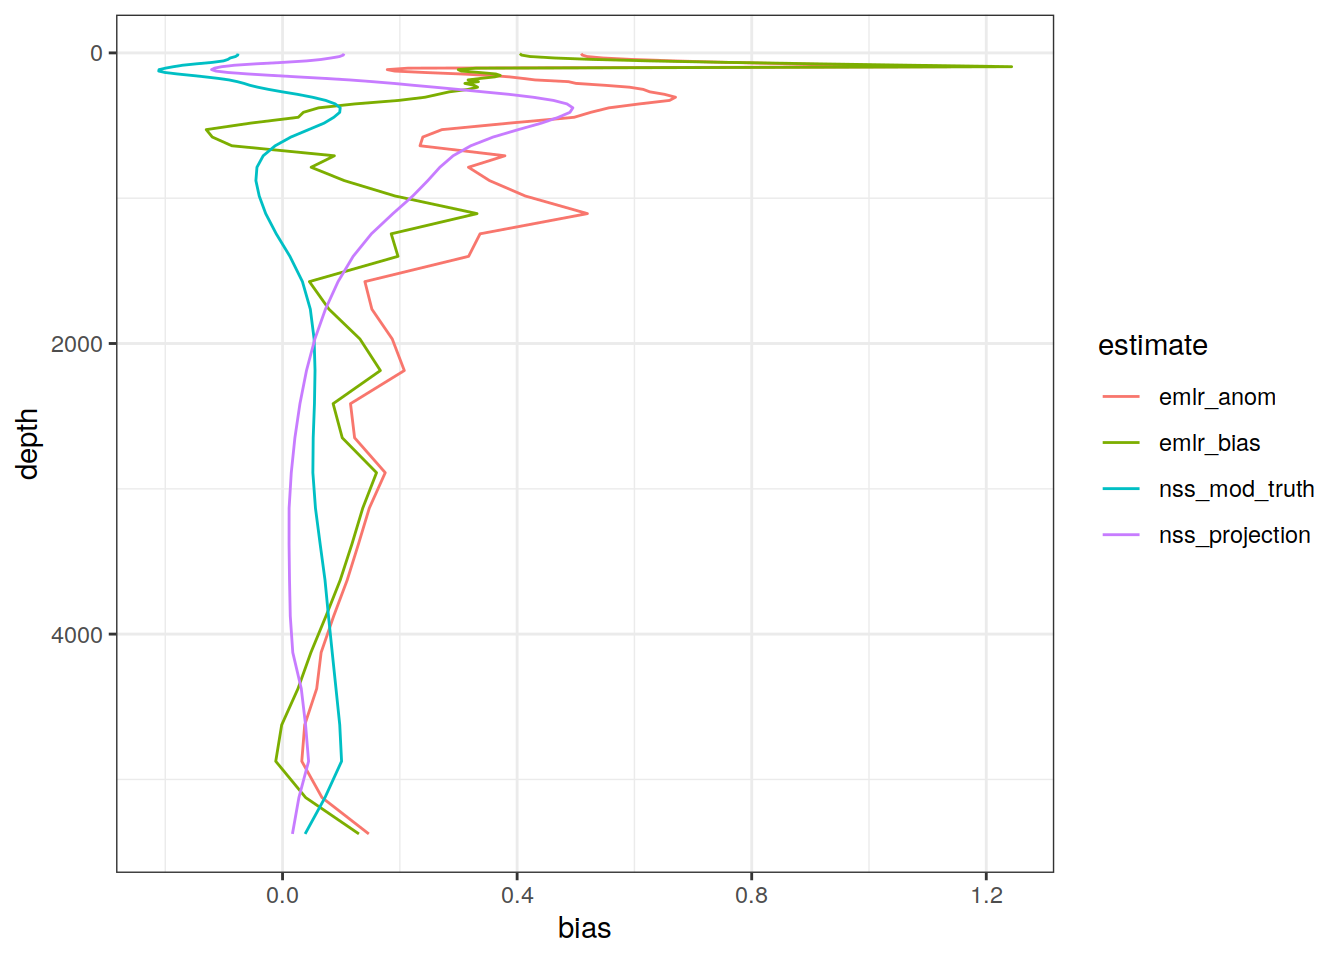 0
2000
4000
depth
0.0
0.4
0.8
1.2
bias
estimate
emlr_anom
emlr_bias
nss_mod_truth
nss_projection